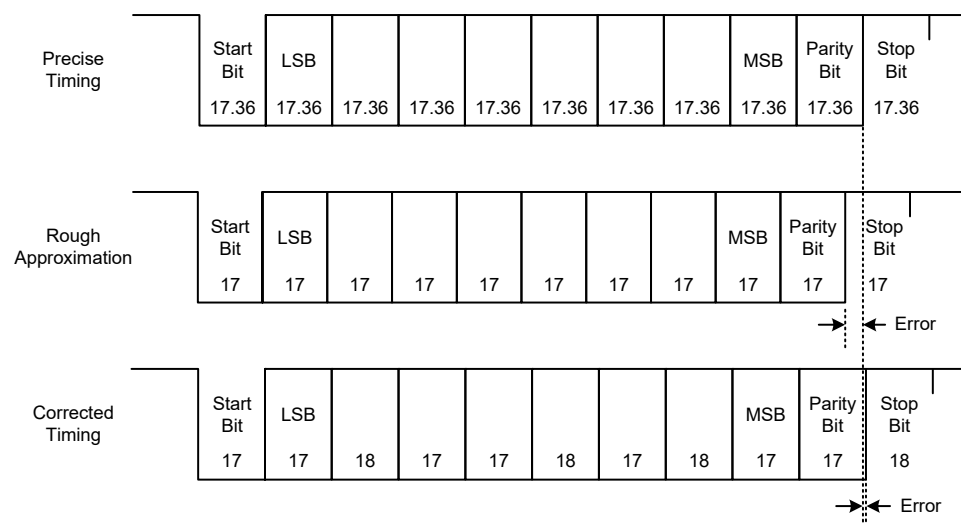 Precise
Timing
Start
Bit
LSB
MSB
Parity
Bit
Stop
Bit
17.36 17.36 17.36 17.36 17.36 17.36 17.36 17.36 17.36 17.36 17.36
Rough
Approximation
Start
Bit
LSB
MSB
Parity
Bit
Stop
Bit
17 17 17 17 17 17 17 17 17 17 17
Error
Corrected
Timing
Start
Bit
LSB
MSB
Parity
Bit
Stop
Bit
17 17 18 17 17 18 17 18 17 17 18
Error